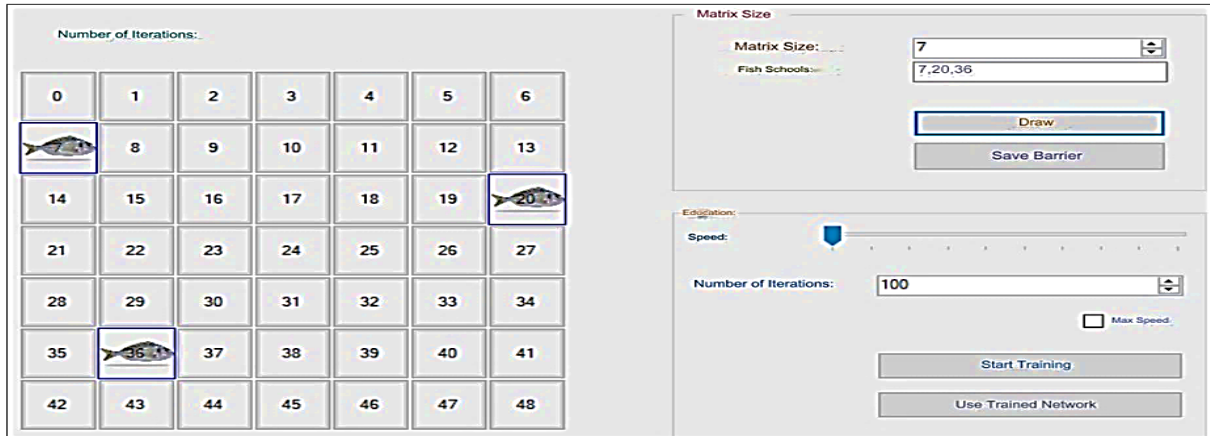 Number of Iterations:
0 1 2 3 4 5 6
8 9 10 11 12 13
14 15 16 17 18 19 20
21 22 23 24 25 26 27
28 29 30 31 32 33 34
35 36 37 38 39 40 41
42 43 44 45 46 47 48
Matrix Size
Matrix Size: 7
Fish Schools: 7,20,36
Draw
Save Barrier
Education:
Speed:
Number of Iterations: 100
Max Speed
Start Training
Use Trained Network